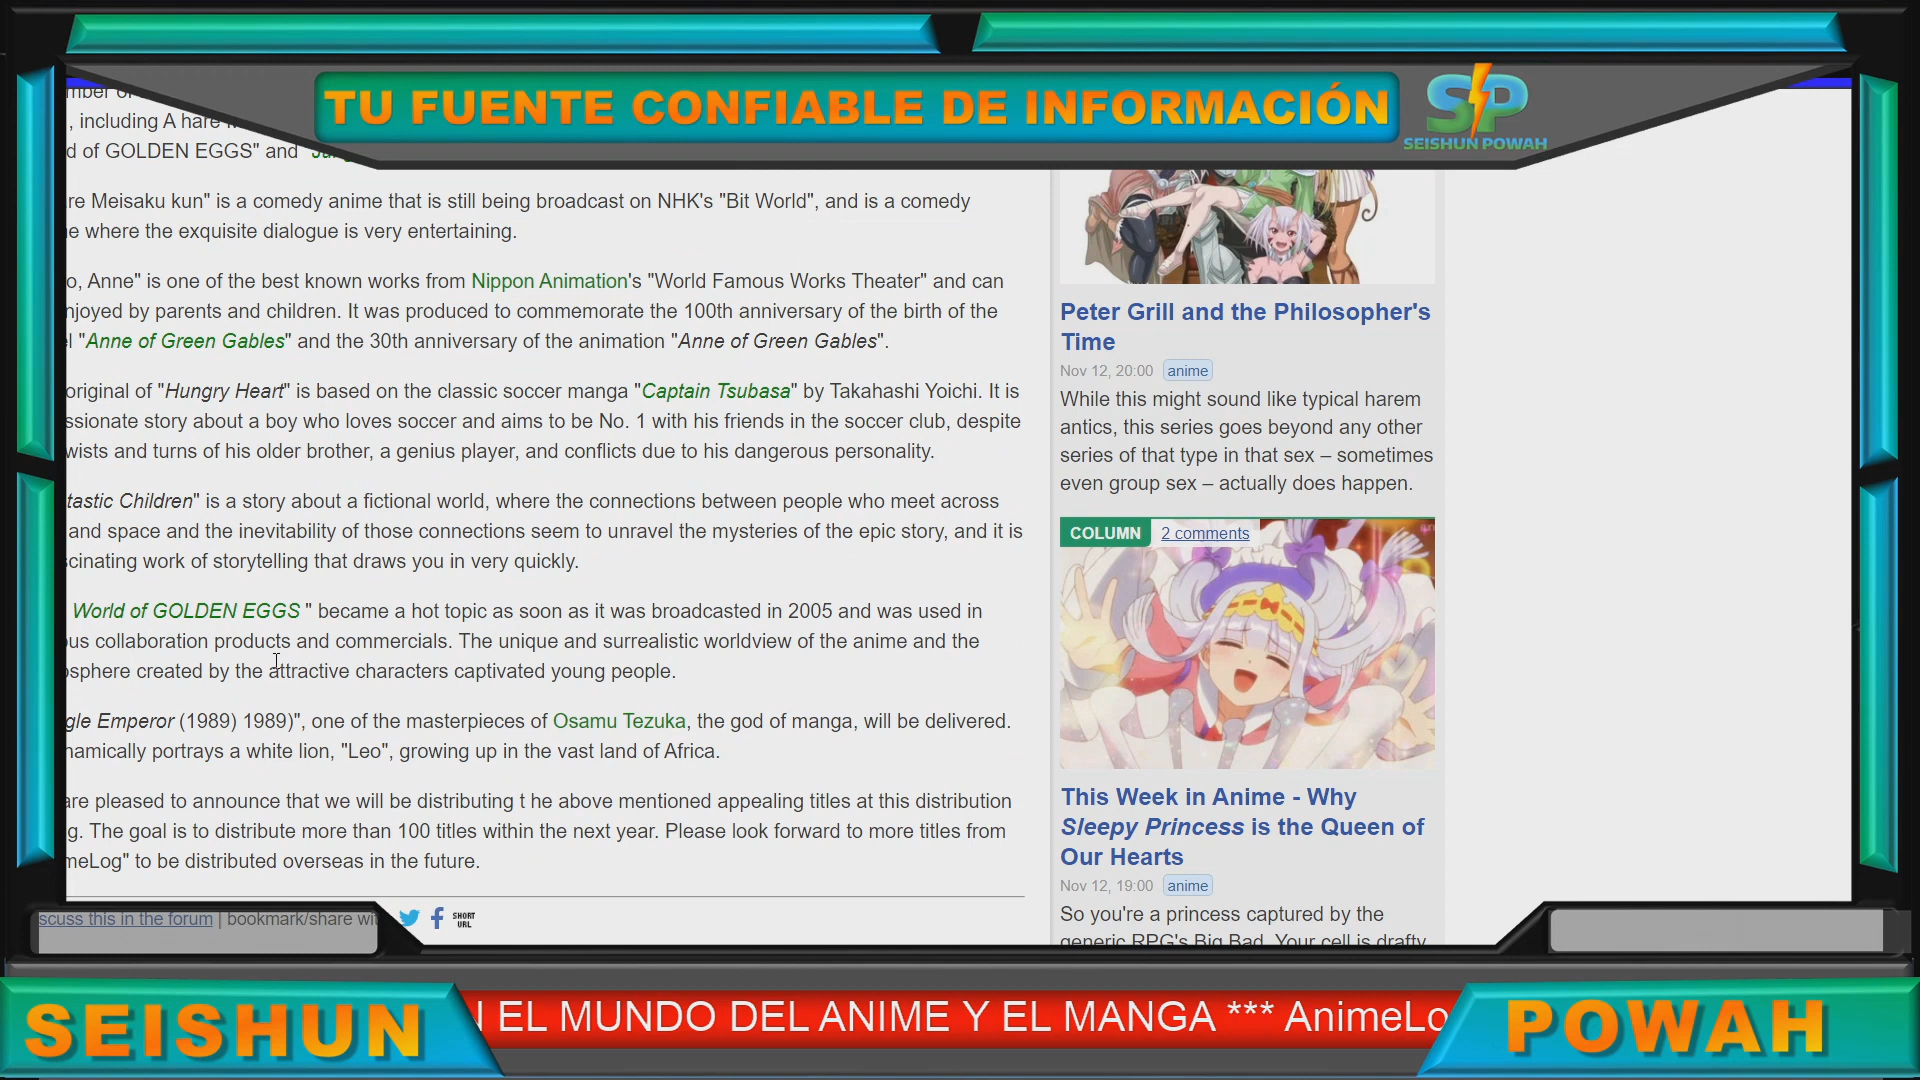 TU FUENTE CONFIABLE DE INFORMACIÓN
SP
SEISHUN POWAH
, including A hare
d of GOLDEN EGGS" and
re Meisaku kun" is a comedy anime that is still being broadcast on NHK's "Bit World", and is a comedy
e where the exquisite dialogue is very entertaining.
o, Anne" is one of the best known works from Nippon Animation's "World Famous Works Theater" and can
njoyed by parents and children. It was produced to commemorate the 100th anniversary of the birth of the
l "Anne of Green Gables" and the 30th anniversary of the animation "Anne of Green Gables".
original of "Hungry Heart" is based on the classic soccer manga "Captain Tsubasa" by Takahashi Yoichi. It is
ssionate story about a boy who loves soccer and aims to be No. 1 with his friends in the soccer club, despite
wists and turns of his older brother, a genius player, and conflicts due to his dangerous personality.
tastic Children" is a story about a fictional world, where the connections between people who meet across
and space and the inevitability of those connections seem to unravel the mysteries of the epic story, and it is
scinating work of storytelling that draws you in very quickly.
World of GOLDEN EGGS " became a hot topic as soon as it was broadcasted in 2005 and was used in
ous collaboration products and commercials. The unique and surrealistic worldview of the anime and the
osphere created by the attractive characters captivated young people.
gle Emperor (1989) 1989)", one of the masterpieces of Osamu Tezuka, the god of manga, will be delivered.
namically portrays a white lion, "Leo", growing up in the vast land of Africa.
are pleased to announce that we will be distributing t he above mentioned appealing titles at this distribution
g. The goal is to distribute more than 100 titles within the next year. Please look forward to more titles from
meLog" to be distributed overseas in the future.
scuss this in the forum | bookmark/share wit
SHORT
URL
Peter Grill and the Philosopher's
Time
Nov 12, 20:00 anime
While this might sound like typical harem
antics, this series goes beyond any other
series of that type in that sex – sometimes
even group sex – actually does happen.
COLUMN 2 comments
This Week in Anime - Why
Sleepy Princess is the Queen of
Our Hearts
Nov 12, 19:00 anime
So you're a princess captured by the
generic RPG's Big Bad. Your cell is drafty
SEISHUN
N EL MUNDO DEL ANIME Y EL MANGA *** AnimeLo
POWAH